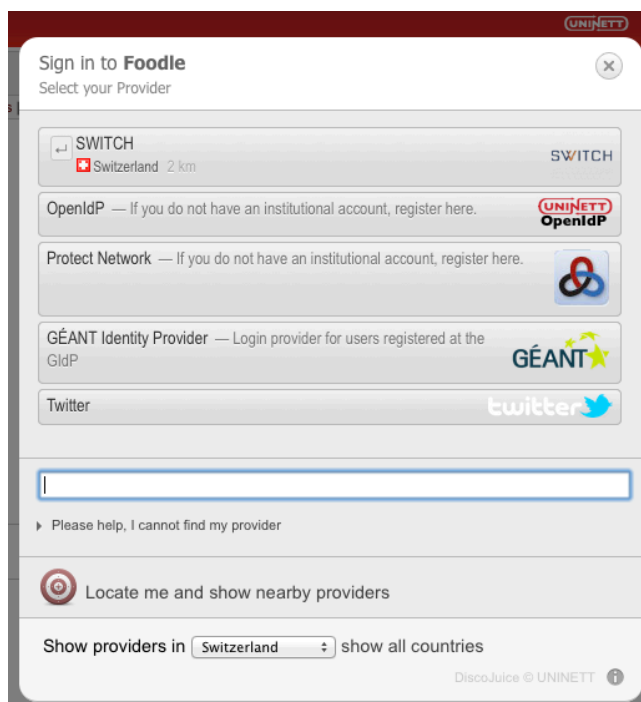 UNINETT
Sign in to Foodle
Select your Provider
s |
SWITCH
Switzerland 2 km
SWITCH
OpenIdP — If you do not have an institutional account, register here.
UNINETT
OpenIdP
Protect Network — If you do not have an institutional account, register here.
GÉANT Identity Provider — Login provider for users registered at the
GIdP
GÉANT
Twitter
twitter
Please help, I cannot find my provider
Locate me and show nearby providers
Show providers in Switzerland show all countries
DiscoJuice © UNINETT i